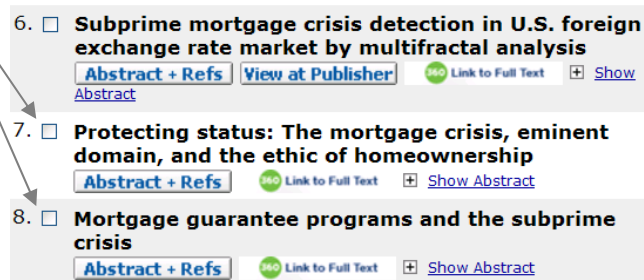 6. Subprime mortgage crisis detection in U.S. foreign
exchange rate market by multifractal analysis
Abstract + Refs View at Publisher 360 Link to Full Text + Show
Abstract
7. Protecting status: The mortgage crisis, eminent
domain, and the ethic of homeownership
Abstract + Refs 360 Link to Full Text + Show Abstract
8. Mortgage guarantee programs and the subprime
crisis
Abstract + Refs 360 Link to Full Text + Show Abstract